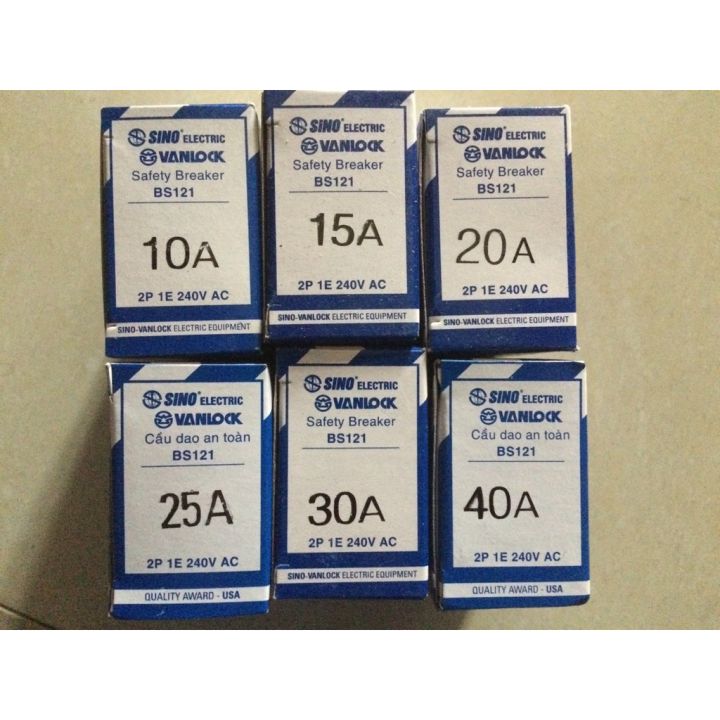 SINO® ELECTRIC
VANLOCK
Safety Breaker
BS121
10A
2P 1E 240V AC
SINO-VANLOCK ELECTRIC EQUIPMENT
SINO® ELECTRIC
VANLOCK
Safety Breaker
BS121
15A
2P 1E 240V AC
SINO-VANLOCK ELECTRIC EQUIPMENT
SINO® ELECTRIC
VANLOCK
Safety Breaker
BS121
20A
2P 1E 240V AC
SINO-VANLOCK ELECTRIC EQUIPMENT
SINO® ELECTRIC
VANLOCK
Cầu dao an toàn
BS121
25A
2P 1E 240V AC
QUALITY AWARD - USA
SINO® ELECTRIC
VANLOCK
Safety Breaker
BS121
30A
2P 1E 240V AC
SINO-VANLOCK ELECTRIC EQUIPMENT
SINO® ELECTRIC
VANLOCK
Cầu dao an toàn
BS121
40A
2P 1E 240V AC
QUALITY AWARD - USA